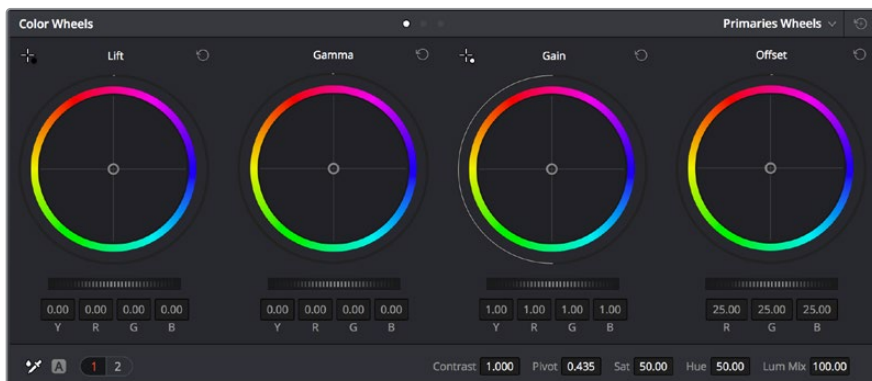 Color Wheels Primaries Wheels
Lift Gamma Gain Offset
0.00 0.00 0.00 0.00 0.00 0.00 0.00 0.00 1.00 1.00 1.00 1.00 25.00 25.00 25.00
Y R G B Y R G B Y R G B R G B
A 1 2 Contrast 1.000 Pivot 0.435 Sat 50.00 Hue 50.00 Lum Mix 100.00